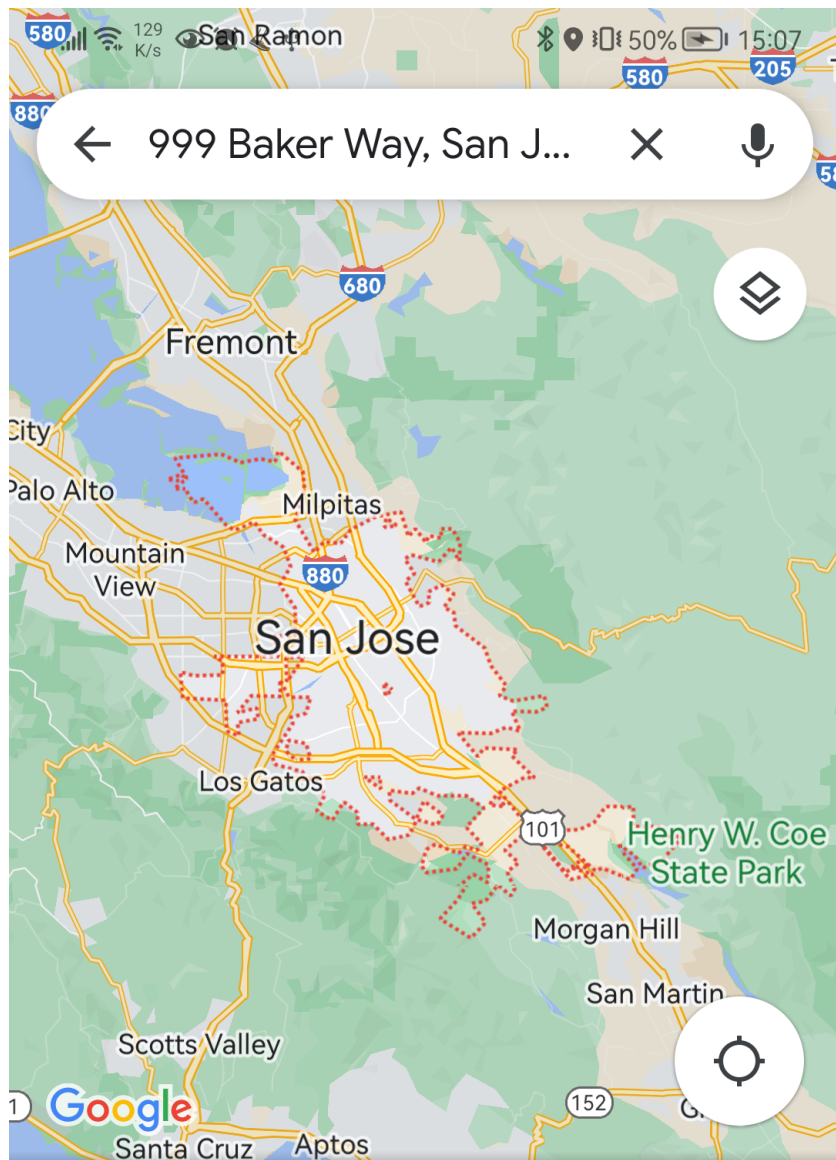 580
129
K/s
San Ramon
50%
15:07
580
205
880
999 Baker Way, San J...
680
Fremont
City
Palo Alto
Milpitas
Mountain
View
880
San Jose
Los Gatos
101
Henry W. Coe
State Park
Morgan Hill
San Martin
Scotts Valley
1
Google
152
G
Santa Cruz
Aptos